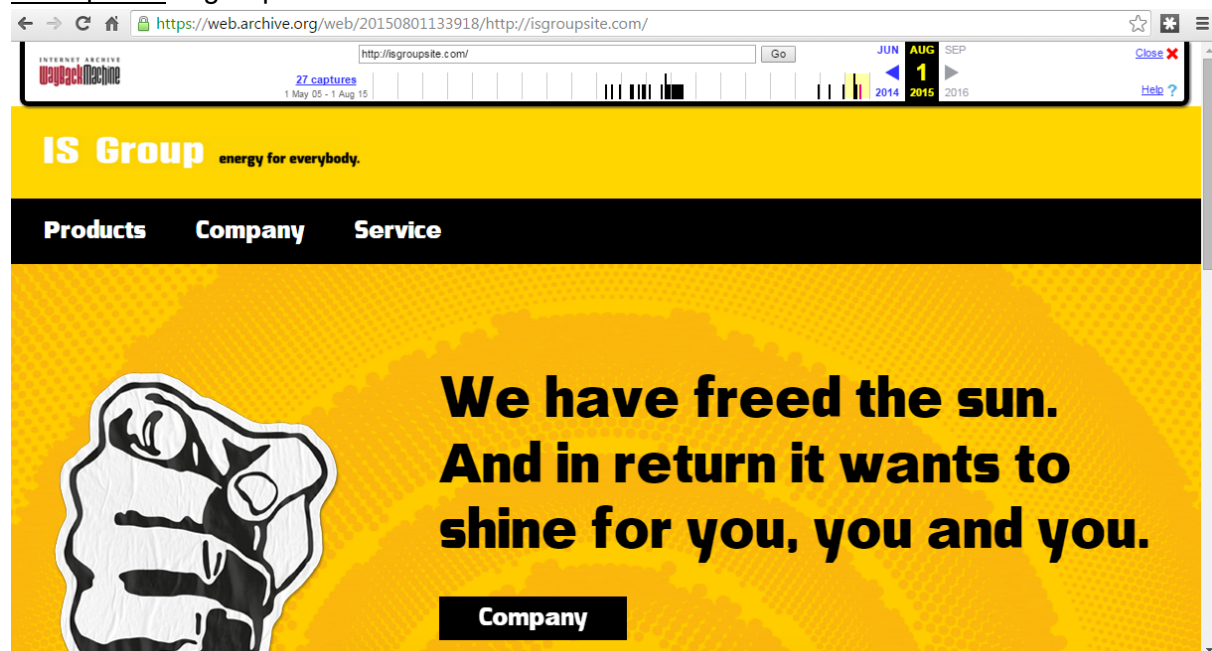 https://web.archive.org/web/20150801133918/http://isgroupsite.com/
INTERNET ARCHIVE
WayBackMachine
http://isgroupsite.com/
Go
JUN AUG SEP
Close
27 captures
1 May 05 - 1 Aug 15
1
2014 2015 2016
Help ?
IS Group energy for everybody.
Products Company Service
We have freed the sun.
And in return it wants to
shine for you, you and you.
Company